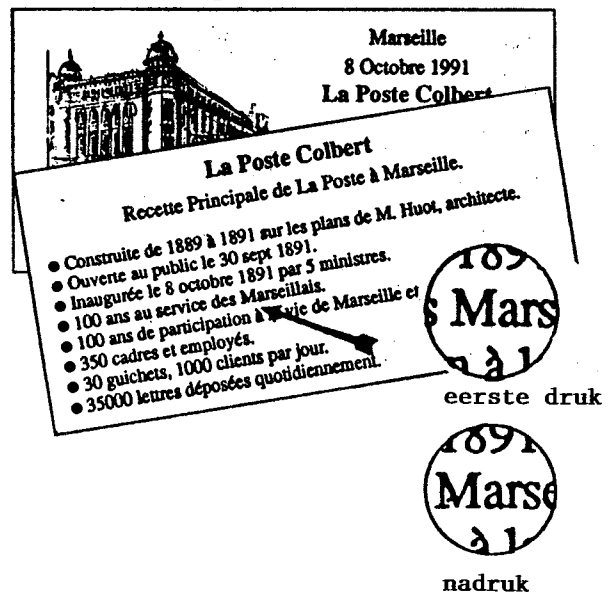 Marseille
8 Octobre 1991
La Poste Colbert
La Poste Colbert
Recette Principale de La Poste à Marseille.
● Construite de 1889 à 1891 sur les plans de M. Huot, architecte.
● Ouverte au public le 30 sept 1891.
● Inaugurée le 8 octobre 1891 par 5 ministres.
● 100 ans au service des Marseillais.
● 100 ans de participation à vie de Marseille et
● 350 cadres et employés.
● 30 guichets, 1000 clients par jour.
● 35000 lettres déposées quotidiennement.
189
s Mars
n à l
eerste druk
1891
Marse
à l
nadruk